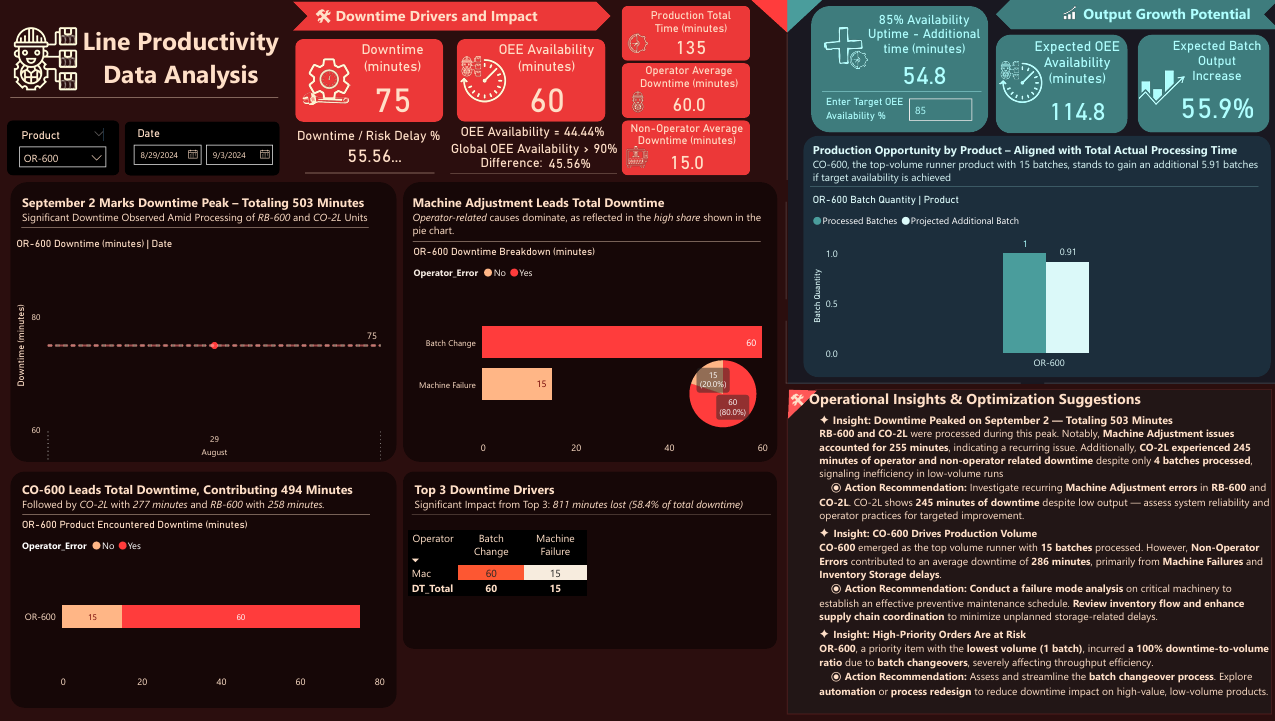 Line Productivity
Data Analysis
Product
OR-600
Date
8/29/2024
9/3/2024
🛠 Downtime Drivers and Impact
Downtime
(minutes)
75
Downtime / Risk Delay %
55.56...
OEE Availability
(minutes)
60
OEE Availability = 44.44%
Global OEE Availability > 90%
Difference: 45.56%
Production Total
Time (minutes)
135
Operator Average
Downtime (minutes)
60.0
Non-Operator Average
Downtime (minutes)
15.0
September 2 Marks Downtime Peak – Totaling 503 Minutes
Significant Downtime Observed Amid Processing of RB-600 and CO-2L Units
OR-600 Downtime (minutes) | Date
Downtime (minutes)
80
75
60
29
August
Machine Adjustment Leads Total Downtime
Operator-related causes dominate, as reflected in the high share shown in the
pie chart.
OR-600 Downtime Breakdown (minutes)
Operator_Error No Yes
Batch Change
60
Machine Failure
15
15
(20.0%)
60
(80.0%)
0 20 40 60
CO-600 Leads Total Downtime, Contributing 494 Minutes
Followed by CO-2L with 277 minutes and RB-600 with 258 minutes.
OR-600 Product Encountered Downtime (minutes)
Operator_Error No Yes
OR-600
15 60
0 20 40 60 80
Top 3 Downtime Drivers
Significant Impact from Top 3: 811 minutes lost (58.4% of total downtime)
Operator Batch Machine
Change Failure
Mac 60 15
DT_Total 60 15
Output Growth Potential
85% Availability
Uptime - Additional
time (minutes)
54.8
Enter Target OEE
Availability %
85
Expected OEE
Availability
(minutes)
114.8
Expected Batch
Output
Increase
55.9%
Production Opportunity by Product – Aligned with Total Actual Processing Time
CO-600, the top-volume runner product with 15 batches, stands to gain an additional 5.91 batches
if target availability is achieved
OR-600 Batch Quantity | Product
Processed Batches Projected Additional Batch
Batch Quantity
1.0
0.5
0.0
1
0.91
OR-600
🛠 Operational Insights & Optimization Suggestions
✦ Insight: Downtime Peaked on September 2 — Totaling 503 Minutes
RB-600 and CO-2L were processed during this peak. Notably, Machine Adjustment issues
accounted for 255 minutes, indicating a recurring issue. Additionally, CO-2L experienced 245
minutes of operator and non-operator related downtime despite only 4 batches processed,
signaling inefficiency in low-volume runs
◉ Action Recommendation: Investigate recurring Machine Adjustment errors in RB-600 and
CO-2L. CO-2L shows 245 minutes of downtime despite low output — assess system reliability and
operator practices for targeted improvement.
✦ Insight: CO-600 Drives Production Volume
CO-600 emerged as the top volume runner with 15 batches processed. However, Non-Operator
Errors contributed to an average downtime of 286 minutes, primarily from Machine Failures and
Inventory Storage delays.
◉ Action Recommendation: Conduct a failure mode analysis on critical machinery to
establish an effective preventive maintenance schedule. Review inventory flow and enhance
supply chain coordination to minimize unplanned storage-related delays.
✦ Insight: High-Priority Orders Are at Risk
OR-600, a priority item with the lowest volume (1 batch), incurred a 100% downtime-to-volume
ratio due to batch changeovers, severely affecting throughput efficiency.
◉ Action Recommendation: Assess and streamline the batch changeover process. Explore
automation or process redesign to reduce downtime impact on high-value, low-volume products.